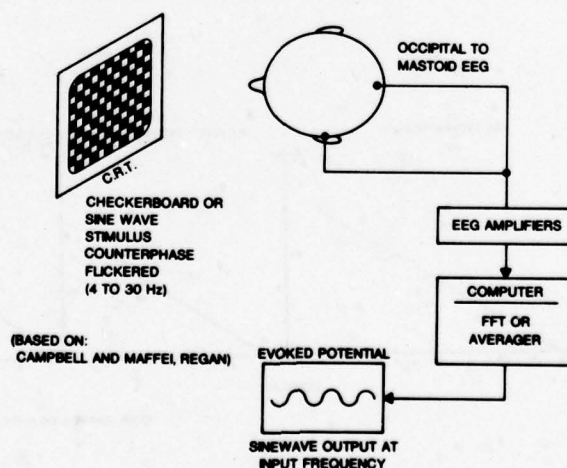 OCCIPITAL TO
MASTOID EEG
C.R.T.
CHECKERBOARD OR
SINE WAVE
STIMULUS
COUNTERPHASE
FLICKERED
(4 TO 30 Hz)
EEG AMPLIFIERS
COMPUTER
FFT OR
AVERAGER
(BASED ON:
CAMPBELL AND MAFFEI, REGAN)
EVOKED POTENTIAL
SINEWAVE OUTPUT AT
INPUT FREQUENCY